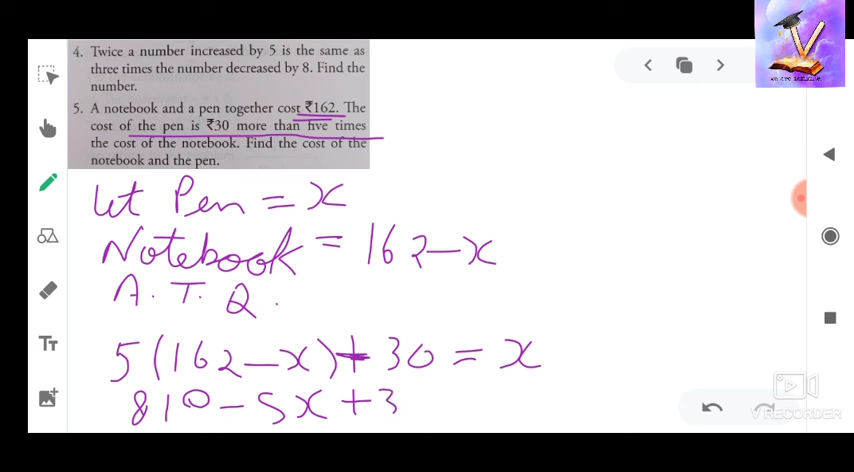 4. Twice a number increased by 5 is the same as
three times the number decreased by 8. Find the
number.
5. A notebook and a pen together cost ₹162. The
cost of the pen is ₹30 more than five times
the cost of the notebook. Find the cost of the
notebook and the pen.
Let Pen = x
Notebook = 162-x
A.T.Q.
5(162-x)+30=x
810-5x+3
Tт
V RECORDER
V